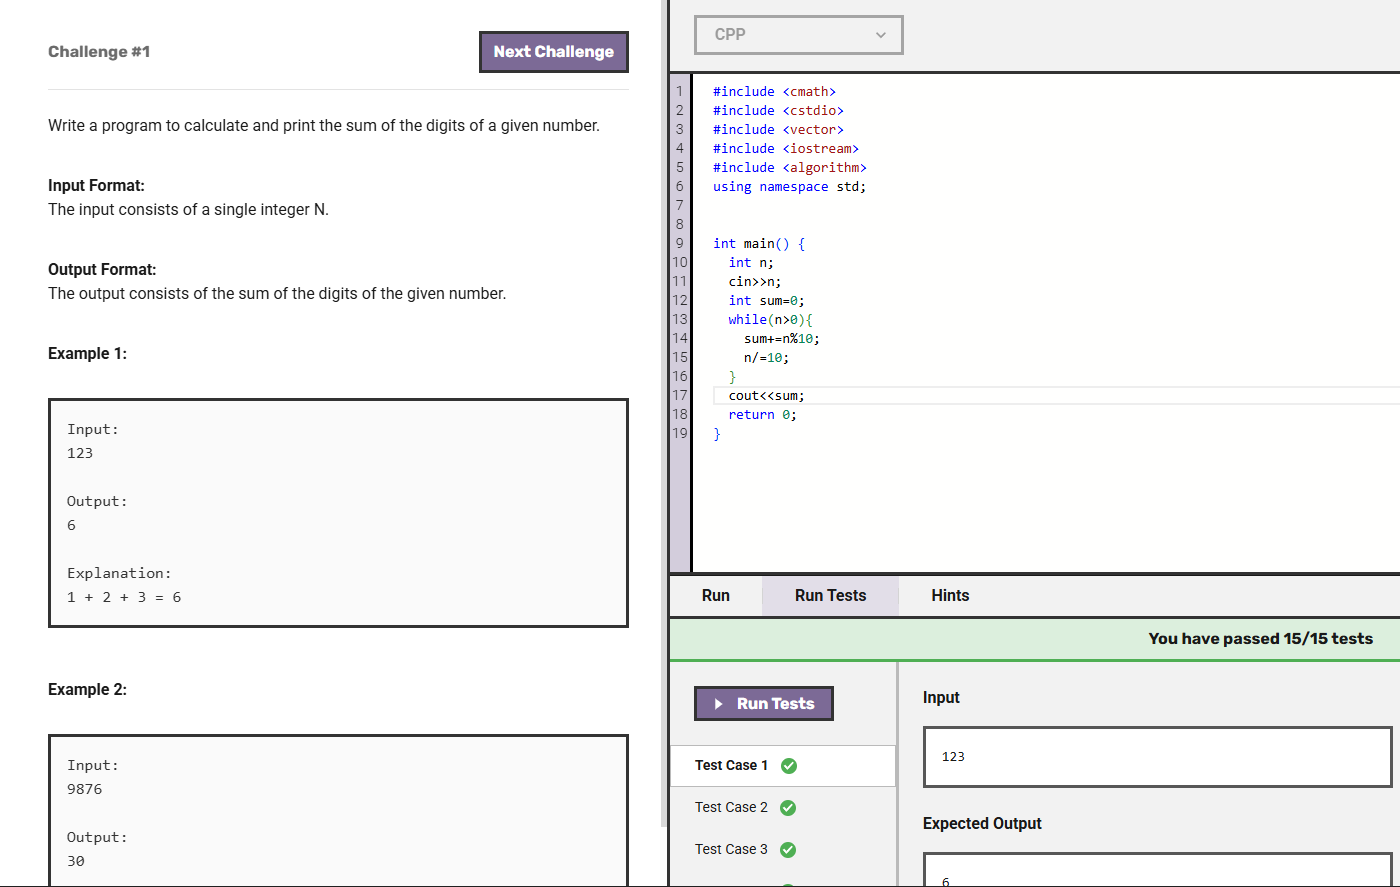 Challenge #1
Next Challenge
Write a program to calculate and print the sum of the digits of a given number.
Input Format:
The input consists of a single integer N.
Output Format:
The output consists of the sum of the digits of the given number.
Example 1:
Input:
123
Output:
6
Explanation:
1 + 2 + 3 = 6
Example 2:
Input:
9876
Output:
30
CPP
1 #include <cmath>
2 #include <cstdio>
3 #include <vector>
4 #include <iostream>
5 #include <algorithm>
6 using namespace std;
7
8
9 int main() {
10 int n;
11 cin>>n;
12 int sum=0;
13 while(n>0){
14 sum+=n%10;
15 n/=10;
16 }
17 cout<<sum;
18 return 0;
19 }
Run Run Tests Hints
You have passed 15/15 tests
Run Tests
Test Case 1
Test Case 2
Test Case 3
Input
123
Expected Output
6